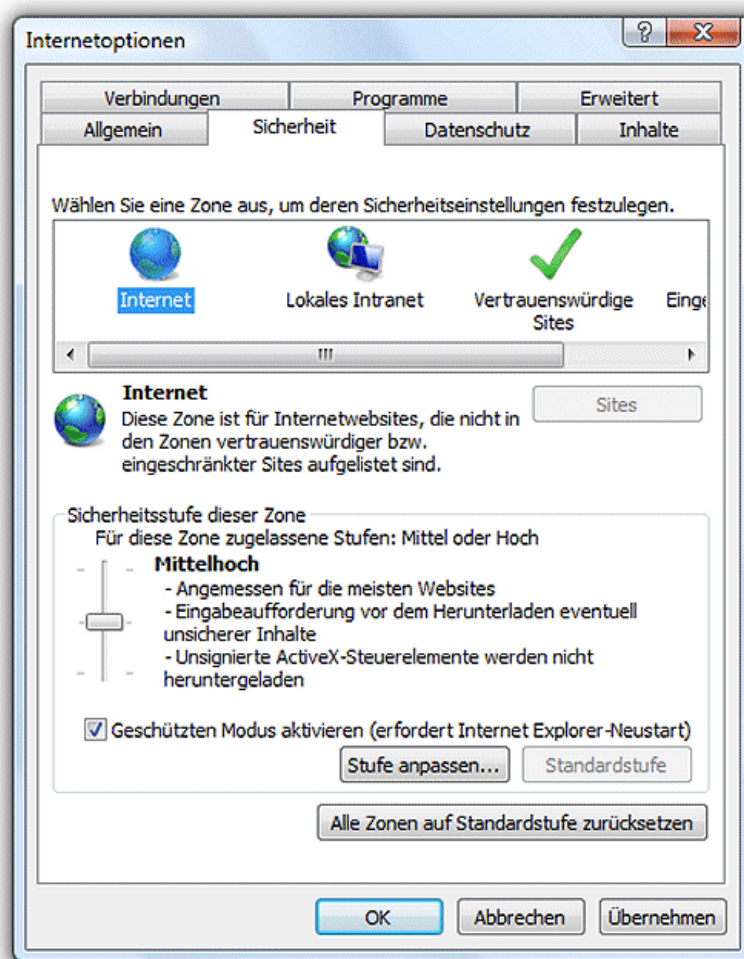 Internetoptionen
Verbindungen Programme Erweitert
Allgemein Sicherheit Datenschutz Inhalte
Wählen Sie eine Zone aus, um deren Sicherheitseinstellungen festzulegen.
Internet Lokales Intranet Vertrauenswürdige Einge
Sites
Internet
Sites
Diese Zone ist für Internetwebsites, die nicht in
den Zonen vertrauenswürdiger bzw.
eingeschränkter Sites aufgelistet sind.
Sicherheitsstufe dieser Zone
Für diese Zone zugelassene Stufen: Mittel oder Hoch
Mittelhoch
- Angemessen für die meisten Websites
- Eingabeaufforderung vor dem Herunterladen eventuell
unsicherer Inhalte
- Unsignierte ActiveX-Steuerelemente werden nicht
heruntergeladen
Geschützten Modus aktivieren (erfordert Internet Explorer-Neustart)
Stufe anpassen... Standardstufe
Alle Zonen auf Standardstufe zurücksetzen
OK Abbrechen Übernehmen